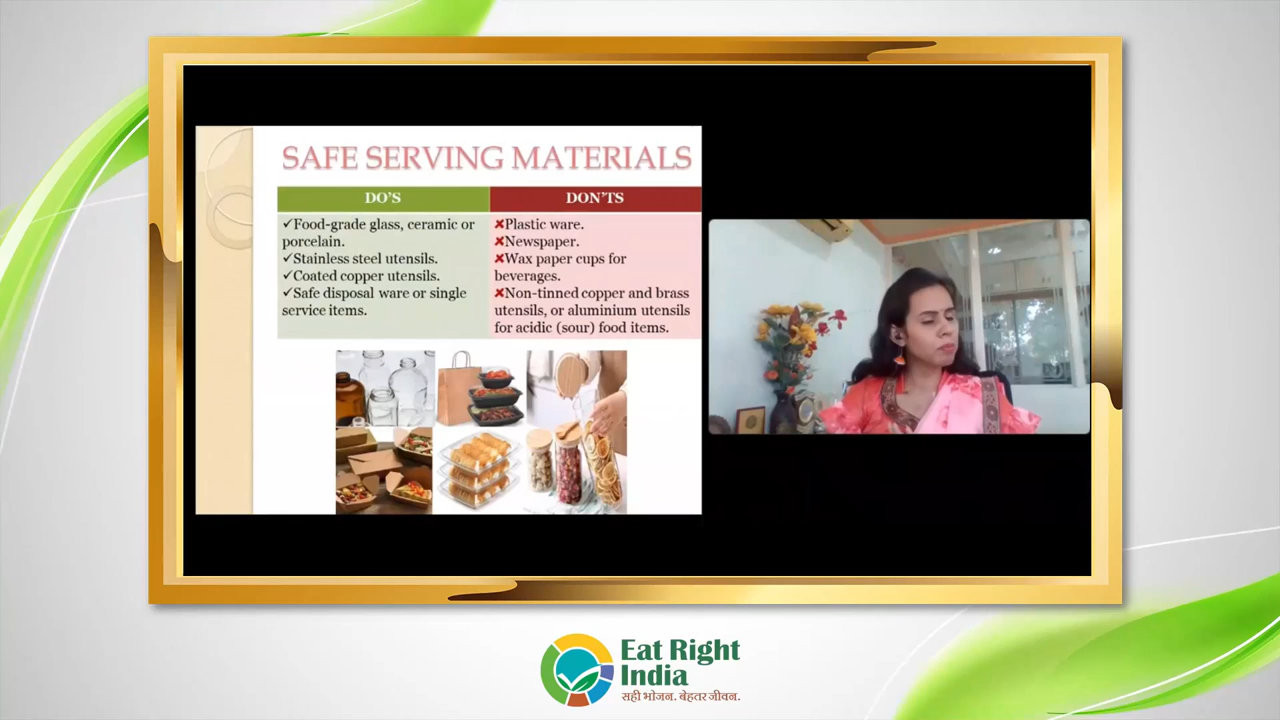 SAFE SERVING MATERIALS
DO'S
✓Food-grade glass, ceramic or
porcelain.
✓Stainless steel utensils.
✓Coated copper utensils.
✓Safe disposal ware or single
service items.
DON'TS
✘Plastic ware.
✘Newspaper.
✘Wax paper cups for
beverages.
✘Non-tinned copper and brass
utensils, or aluminium utensils
for acidic (sour) food items.
Eat Right
India
सही भोजन. बेहतर जीवन.